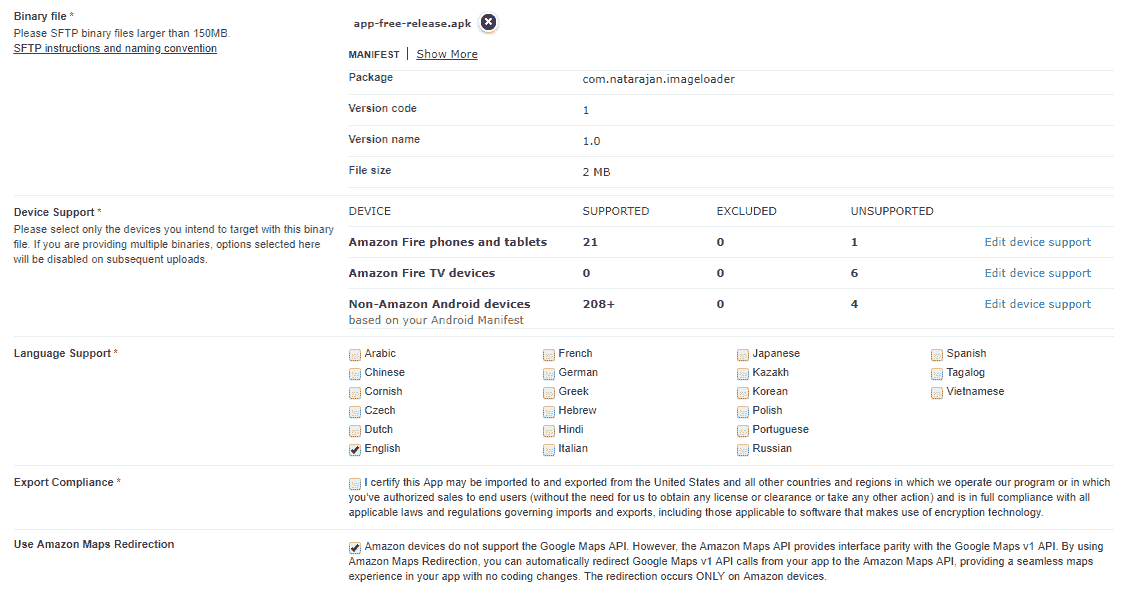 Binary file *
Please SFTP binary files larger than 150MB.
SFTP instructions and naming convention
app-free-release.apk
MANIFEST | Show More
Package com.natarajan.imageloader
Version code 1
Version name 1.0
File size 2 MB
Device Support *
Please select only the devices you intend to target with this binary
file. If you are providing multiple binaries, options selected here
will be disabled on subsequent uploads.
DEVICE SUPPORTED EXCLUDED UNSUPPORTED
Amazon Fire phones and tablets 21 0 1 Edit device support
Amazon Fire TV devices 0 0 6 Edit device support
Non-Amazon Android devices 208+ 0 4 Edit device support
based on your Android Manifest
Language Support *
Arabic French Japanese Spanish
Chinese German Kazakh Tagalog
Cornish Greek Korean Vietnamese
Czech Hebrew Polish
Dutch Hindi Portuguese
English Italian Russian
Export Compliance *
I certify this App may be imported to and exported from the United States and all other countries and regions in which we operate our program or in which
you've authorized sales to end users (without the need for us to obtain any license or clearance or take any other action) and is in full compliance with all
applicable laws and regulations governing imports and exports, including those applicable to software that makes use of encryption technology.
Use Amazon Maps Redirection
Amazon devices do not support the Google Maps API. However, the Amazon Maps API provides interface parity with the Google Maps v1 API. By using
Amazon Maps Redirection, you can automatically redirect Google Maps v1 API calls from your app to the Amazon Maps API, providing a seamless maps
experience in your app with no coding changes. The redirection occurs ONLY on Amazon devices.